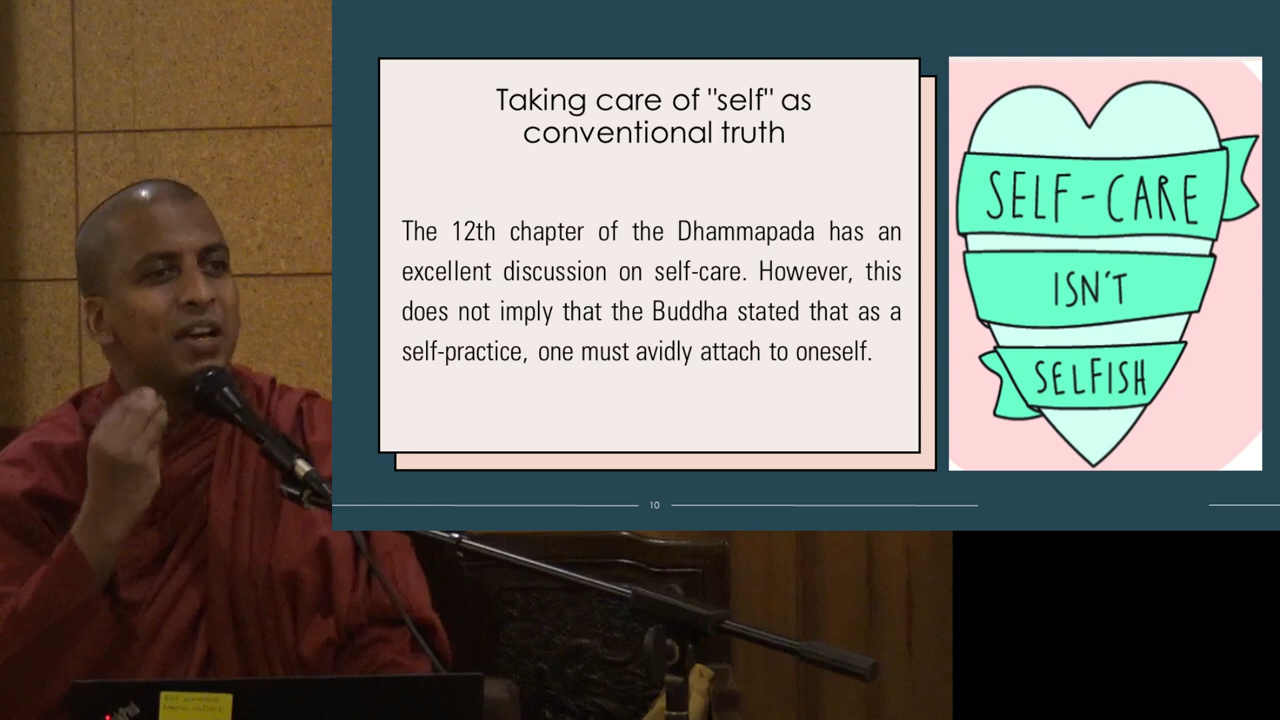 Taking care of "self" as
conventional truth
The 12th chapter of the Dhammapada has an
excellent discussion on self-care. However, this
does not imply that the Buddha stated that as a
self-practice, one must avidly attach to oneself.
SELF-CARE
ISN'T
SELFISH
10